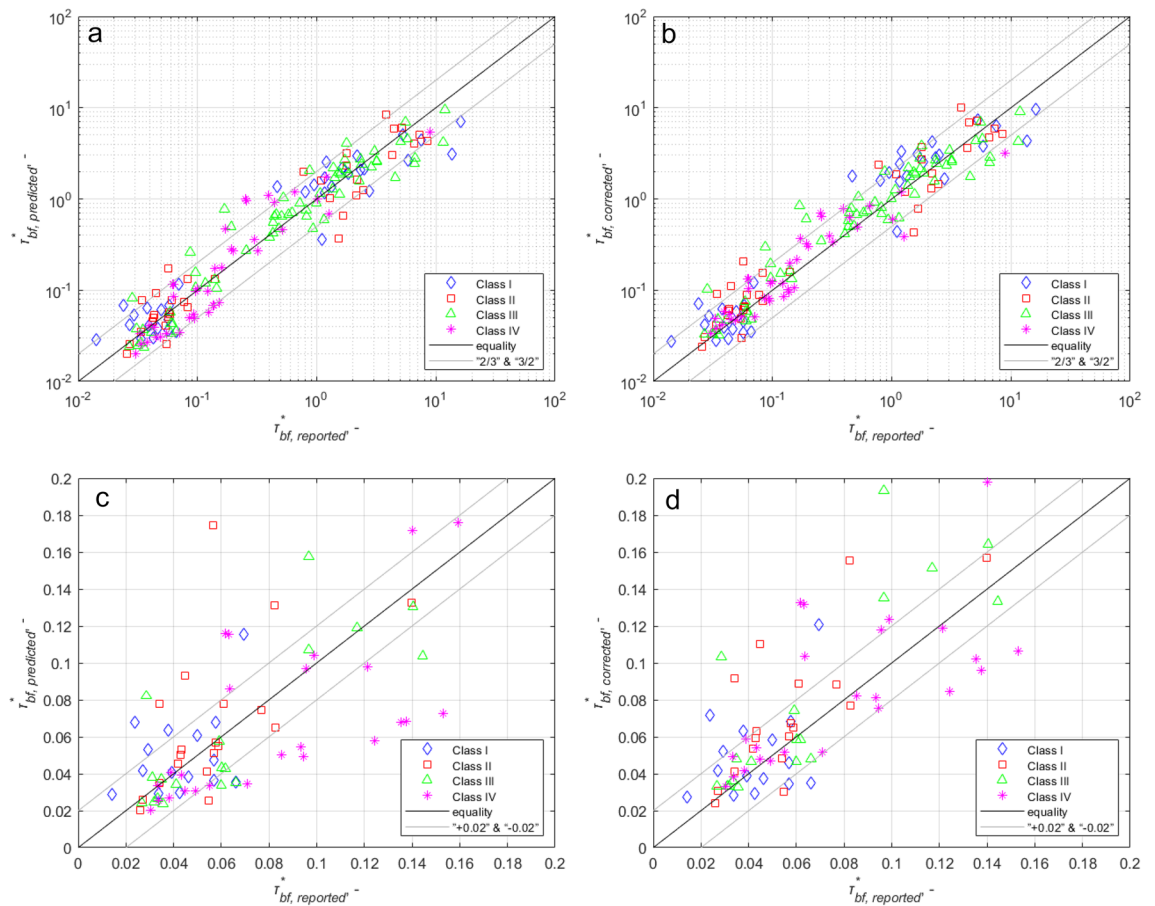 a
10^2
10^1
10^0
10^-1
10^-2
10^-2 10^-1 10^0 10^1 10^2
τ*bf, predicted, -
τ*bf, reported, -
Class I
Class II
Class III
Class IV
equality
"2/3" & "3/2"
b
10^2
10^1
10^0
10^-1
10^-2
10^-2 10^-1 10^0 10^1 10^2
τ*bf, corrected, -
τ*bf, reported, -
Class I
Class II
Class III
Class IV
equality
"2/3" & "3/2"
c
0.2
0.18
0.16
0.14
0.12
0.1
0.08
0.06
0.04
0.02
0
0 0.02 0.04 0.06 0.08 0.1 0.12 0.14 0.16 0.18 0.2
τ*bf, predicted, -
τ*bf, reported, -
Class I
Class II
Class III
Class IV
equality
"+0.02" & "-0.02"
d
0.2
0.18
0.16
0.14
0.12
0.1
0.08
0.06
0.04
0.02
0
0 0.02 0.04 0.06 0.08 0.1 0.12 0.14 0.16 0.18 0.2
τ*bf, corrected, -
τ*bf, reported, -
Class I
Class II
Class III
Class IV
equality
"+0.02" & "-0.02"